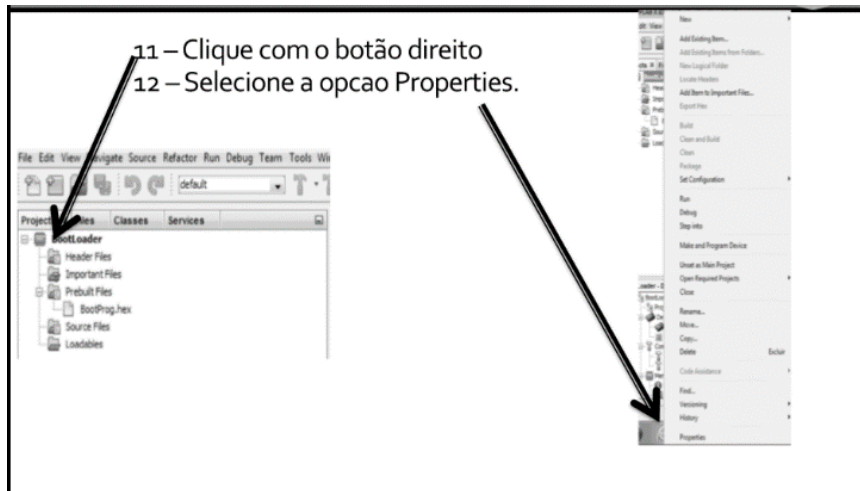 11 – Clique com o botão direito
12 – Selecione a opcao Properties.
File Edit View Navigate Source Refactor Run Debug Team Tools
default
Files Classes Services
BootLoader
Header Files
Important Files
Prebuilt Files
BootProg.hex
Source Files
Loadables
New
Add Existing Item...
Add Existing Items from Folders...
New Logical Folder
Locate Headers
Add Item to Important Files...
Export Hex
Build
Clean and Build
Clean
Package
Set Configuration
Run
Debug
Step into
Make and Program Device
Unset as Main Project
Open Required Projects
Close
Rename...
Move...
Copy...
Delete Excluir
Code Assistance
Find...
Versioning
History
Properties